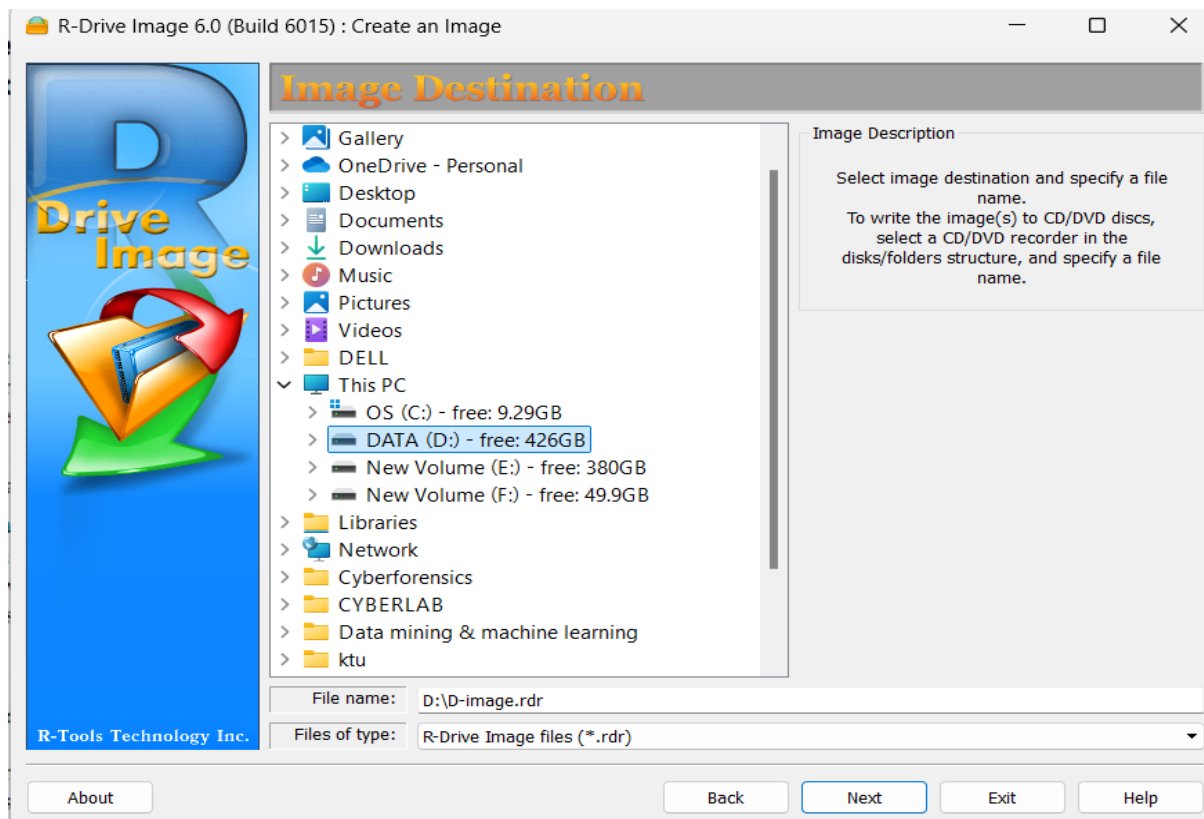 R-Drive Image 6.0 (Build 6015) : Create an Image
R
Drive
Image
R-Tools Technology Inc.
Image Destination
Gallery
OneDrive - Personal
Desktop
Documents
Downloads
Music
Pictures
Videos
DELL
This PC
OS (C:) - free: 9.29GB
DATA (D:) - free: 426GB
New Volume (E:) - free: 380GB
New Volume (F:) - free: 49.9GB
Libraries
Network
Cyberforensics
CYBERLAB
Data mining & machine learning
ktu
Image Description
Select image destination and specify a file
name.
To write the image(s) to CD/DVD discs,
select a CD/DVD recorder in the
disks/folders structure, and specify a file
name.
File name: D:\D-image.rdr
Files of type: R-Drive Image files (*.rdr)
About Back Next Exit Help